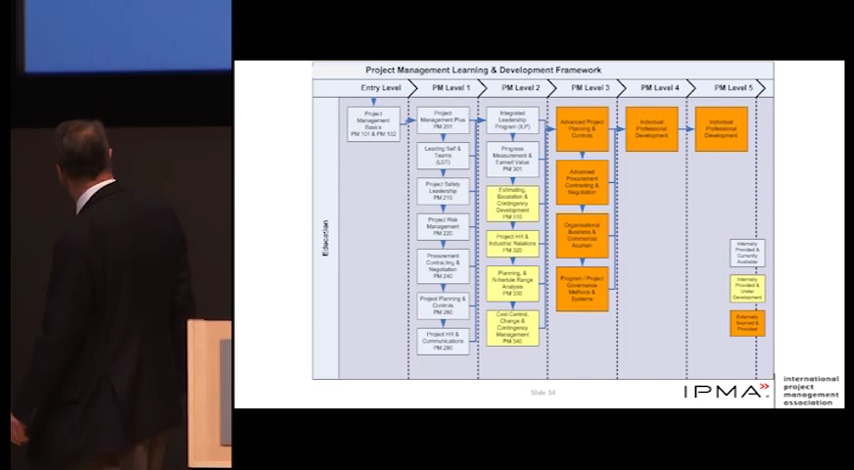 Project Management Learning & Development Framework
Entry Level
PM Level 1
PM Level 2
PM Level 3
PM Level 4
PM Level 5
Education
Project
Management
Basics
PM 101 & PM 102
Project
Management Plus
PM 201
Leading Self &
Teams
(LST)
Project Safety
Leadership
PM 210
Project Risk
Management
PM 220
Procurement
Contracting &
Negotiation
PM 240
Project Planning &
Controls
PM 260
Project HR &
Communications
PM 280
Integrated
Leadership
Program (ILP)
Progress
Measurement &
Earned Value
PM 301
Estimating,
Escalation &
Contingency
Development
PM 310
Project HR &
Industrial Relations
PM 320
Planning, &
Schedule Range
Analysis
PM 330
Cost Control,
Change &
Contingency
Management
PM 340
Advanced Project
Planning &
Controls
Advanced
Procurement
Contracting &
Negotiation
Organisational
Business &
Commercial
Acumen
Program / Project
Governance
Methods &
Systems
Individual
Professional
Development
Individual
Professional
Development
Internally
Provided &
Currently
Available
Internally
Provided &
Under
Development
Externally
Sourced &
Provided
Slide 34
IPMA
international
project
management
association